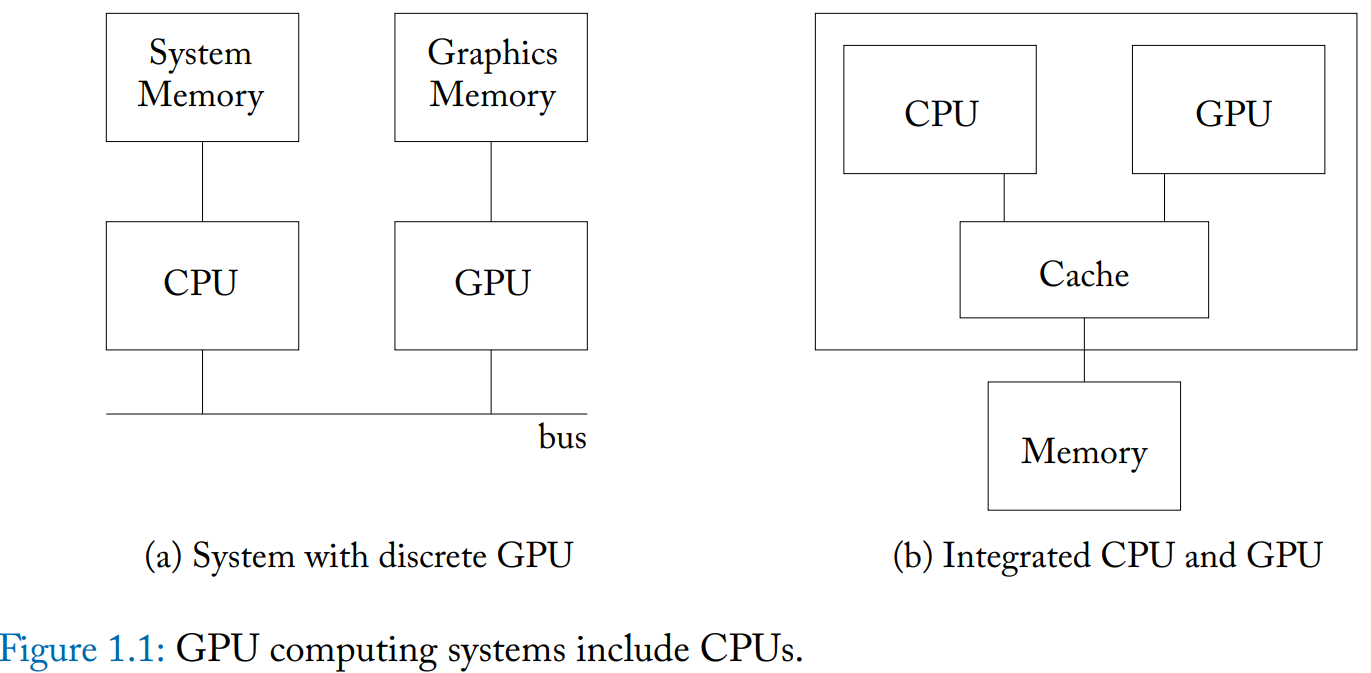 System
Memory
Graphics
Memory
CPU
GPU
bus
(a) System with discrete GPU
CPU
GPU
Cache
Memory
(b) Integrated CPU and GPU
Figure 1.1: GPU computing systems include CPUs.